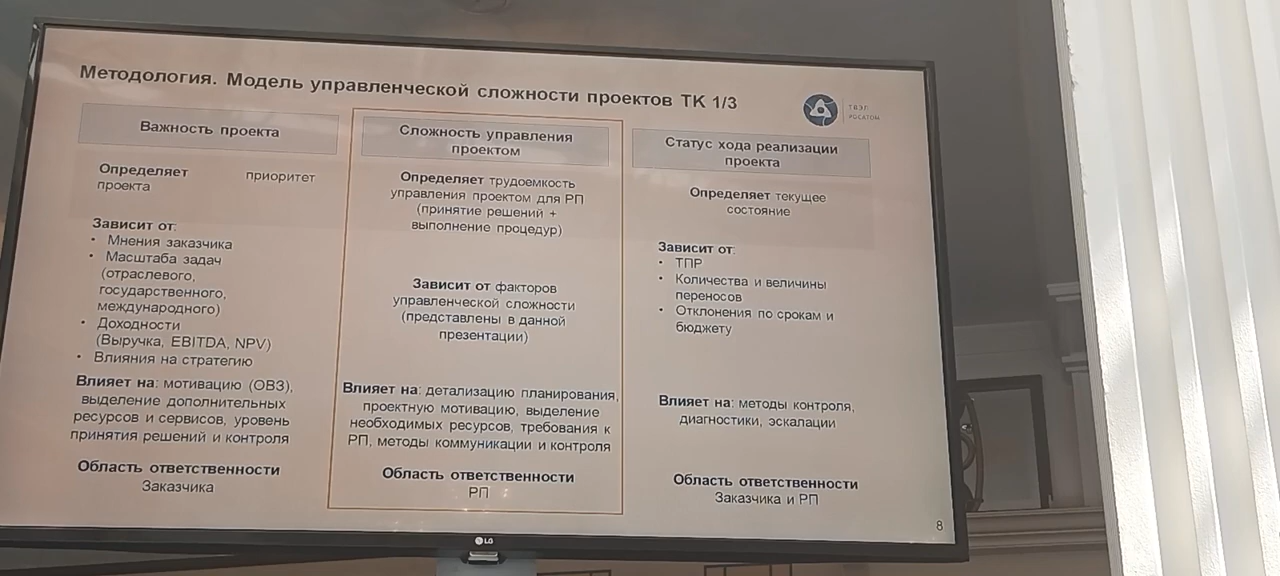 Методология. Модель управленческой сложности проектов ТК 1/3
ТВЭЛ
РОСАТОМ
Важность проекта
Определяет приоритет
проекта
Зависит от:
• Мнения заказчика
• Масштаба задач
(отраслевого,
государственного,
международного)
• Доходности
(Выручка, EBITDA, NPV)
• Влияния на стратегию
Влияет на: мотивацию (ОВЗ),
выделение дополнительных
ресурсов и сервисов, уровень
принятия решений и контроля
Область ответственности
Заказчика
Сложность управления
проектом
Определяет трудоемкость
управления проектом для РП
(принятие решений +
выполнение процедур)
Зависит от факторов
управленческой сложности
(представлены в данной
презентации)
Влияет на: детализацию планирования,
проектную мотивацию, выделение
необходимых ресурсов, требования к
РП, методы коммуникации и контроля
Область ответственности
РП
Статус хода реализации
проекта
Определяет текущее
состояние
Зависит от:
• ТПР
• Количества и величины
переносов
• Отклонения по срокам и
бюджету
Влияет на: методы контроля,
диагностики, эскалации
Область ответственности
Заказчика и РП
8
LG